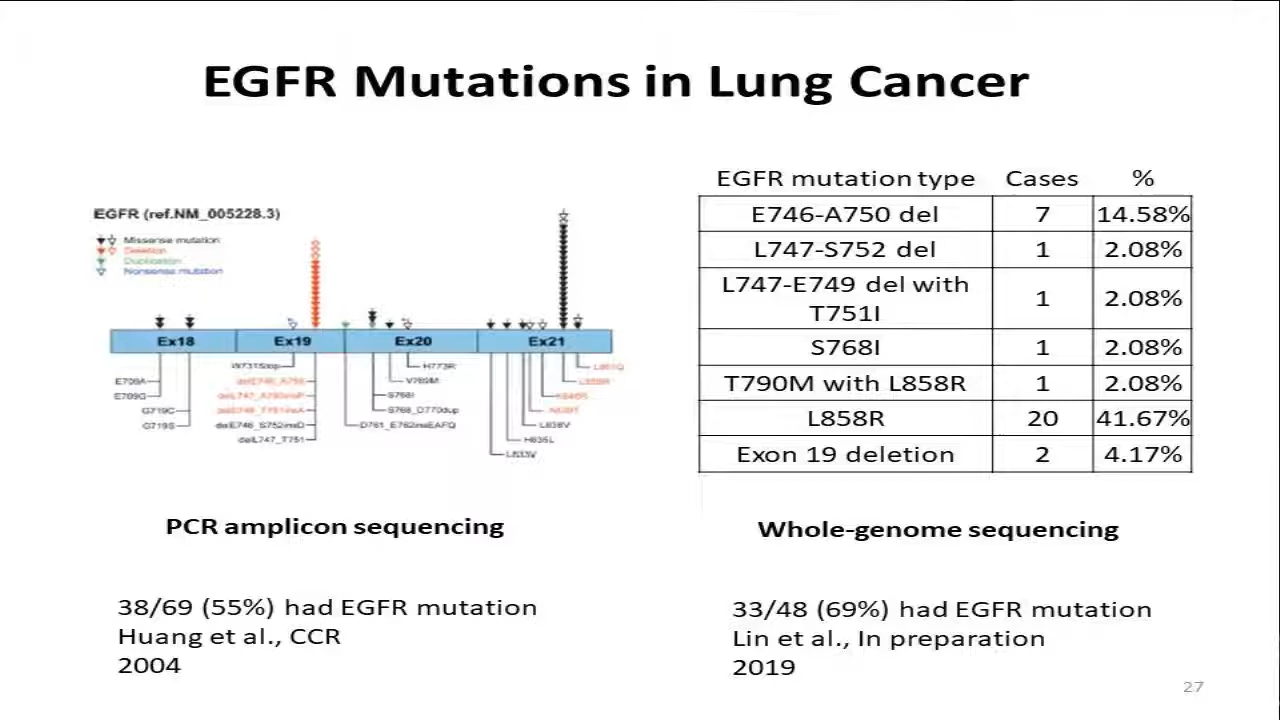 EGFR Mutations in Lung Cancer
EGFR (ref.NM_005228.3)
Missense mutation
Deletion
Duplication
Nonsense mutation
Ex18 Ex19 Ex20 Ex21
W731Stop
H773R
L861Q
E709A
delE746_A750
V769M
L858R
E709G
S768I
G719C
S768_D770dup
G719S
delE746_S752insD
D761_E762insEAFQ
L838V
delL747_T751
H835L
L833V
EGFR mutation type Cases %
E746-A750 del 7 14.58%
L747-S752 del 1 2.08%
L747-E749 del with
T751I 1 2.08%
S768I 1 2.08%
T790M with L858R 1 2.08%
L858R 20 41.67%
Exon 19 deletion 2 4.17%
PCR amplicon sequencing
Whole-genome sequencing
38/69 (55%) had EGFR mutation
Huang et al., CCR
2004
33/48 (69%) had EGFR mutation
Lin et al., In preparation
2019
27